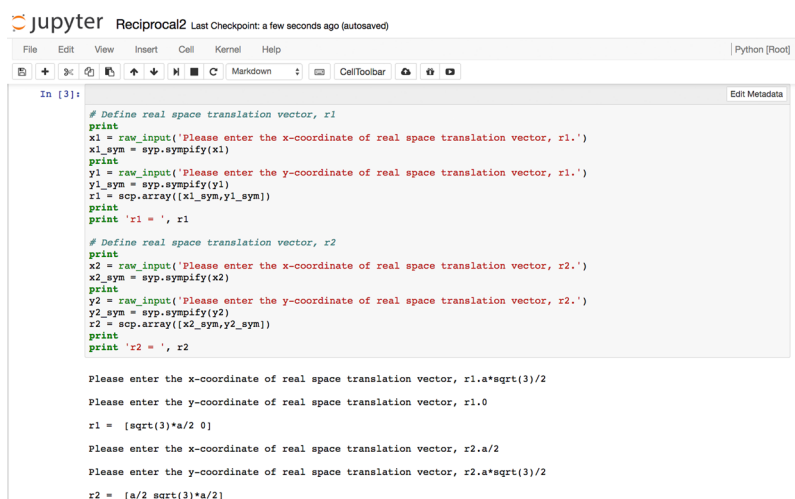 jupyter Reciprocal2 Last Checkpoint: a few seconds ago (autosaved)
File Edit View Insert Cell Kernel Help Python [Root]
Markdown CellToolbar
Edit Metadata
In [3]:
# Define real space translation vector, r1
print
x1 = raw_input('Please enter the x-coordinate of real space translation vector, r1.')
x1_sym = syp.sympify(x1)
print
y1 = raw_input('Please enter the y-coordinate of real space translation vector, r1.')
y1_sym = syp.sympify(y1)
r1 = scp.array([x1_sym,y1_sym])
print
print 'r1 = ', r1
# Define real space translation vector, r2
print
x2 = raw_input('Please enter the x-coordinate of real space translation vector, r2.')
x2_sym = syp.sympify(x2)
print
y2 = raw_input('Please enter the y-coordinate of real space translation vector, r2.')
y2_sym = syp.sympify(y2)
r2 = scp.array([x2_sym,y2_sym])
print
print 'r2 = ', r2
Please enter the x-coordinate of real space translation vector, r1.a*sqrt(3)/2
Please enter the y-coordinate of real space translation vector, r1.0
r1 =  [sqrt(3)*a/2 0]
Please enter the x-coordinate of real space translation vector, r2.a/2
Please enter the y-coordinate of real space translation vector, r2.a*sqrt(3)/2
r2 =  [a/2 sqrt(3)*a/2]